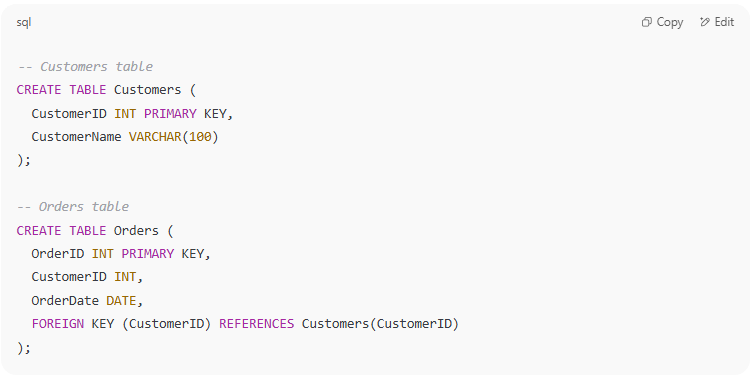 sql
Copy
Edit
-- Customers table
CREATE TABLE Customers (
CustomerID INT PRIMARY KEY,
CustomerName VARCHAR(100)
);
-- Orders table
CREATE TABLE Orders (
OrderID INT PRIMARY KEY,
CustomerID INT,
OrderDate DATE,
FOREIGN KEY (CustomerID) REFERENCES Customers(CustomerID)
);